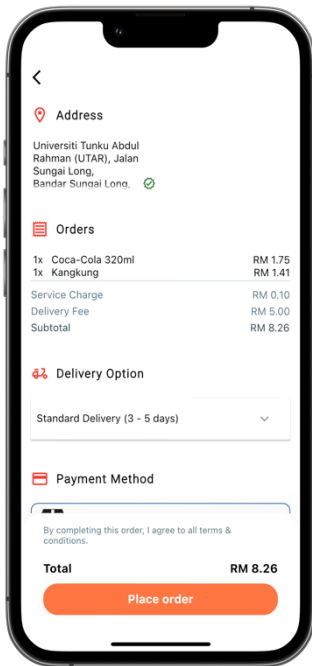 Address
Universiti Tunku Abdul
Rahman (UTAR), Jalan
Sungai Long,
Bandar Sungai Long,
Orders
1x Coca-Cola 320ml RM 1.75
1x Kangkung RM 1.41
Service Charge RM 0.10
Delivery Fee RM 5.00
Subtotal RM 8.26
Delivery Option
Standard Delivery (3 - 5 days)
Payment Method
By completing this order, I agree to all terms &
conditions.
Total RM 8.26
Place order